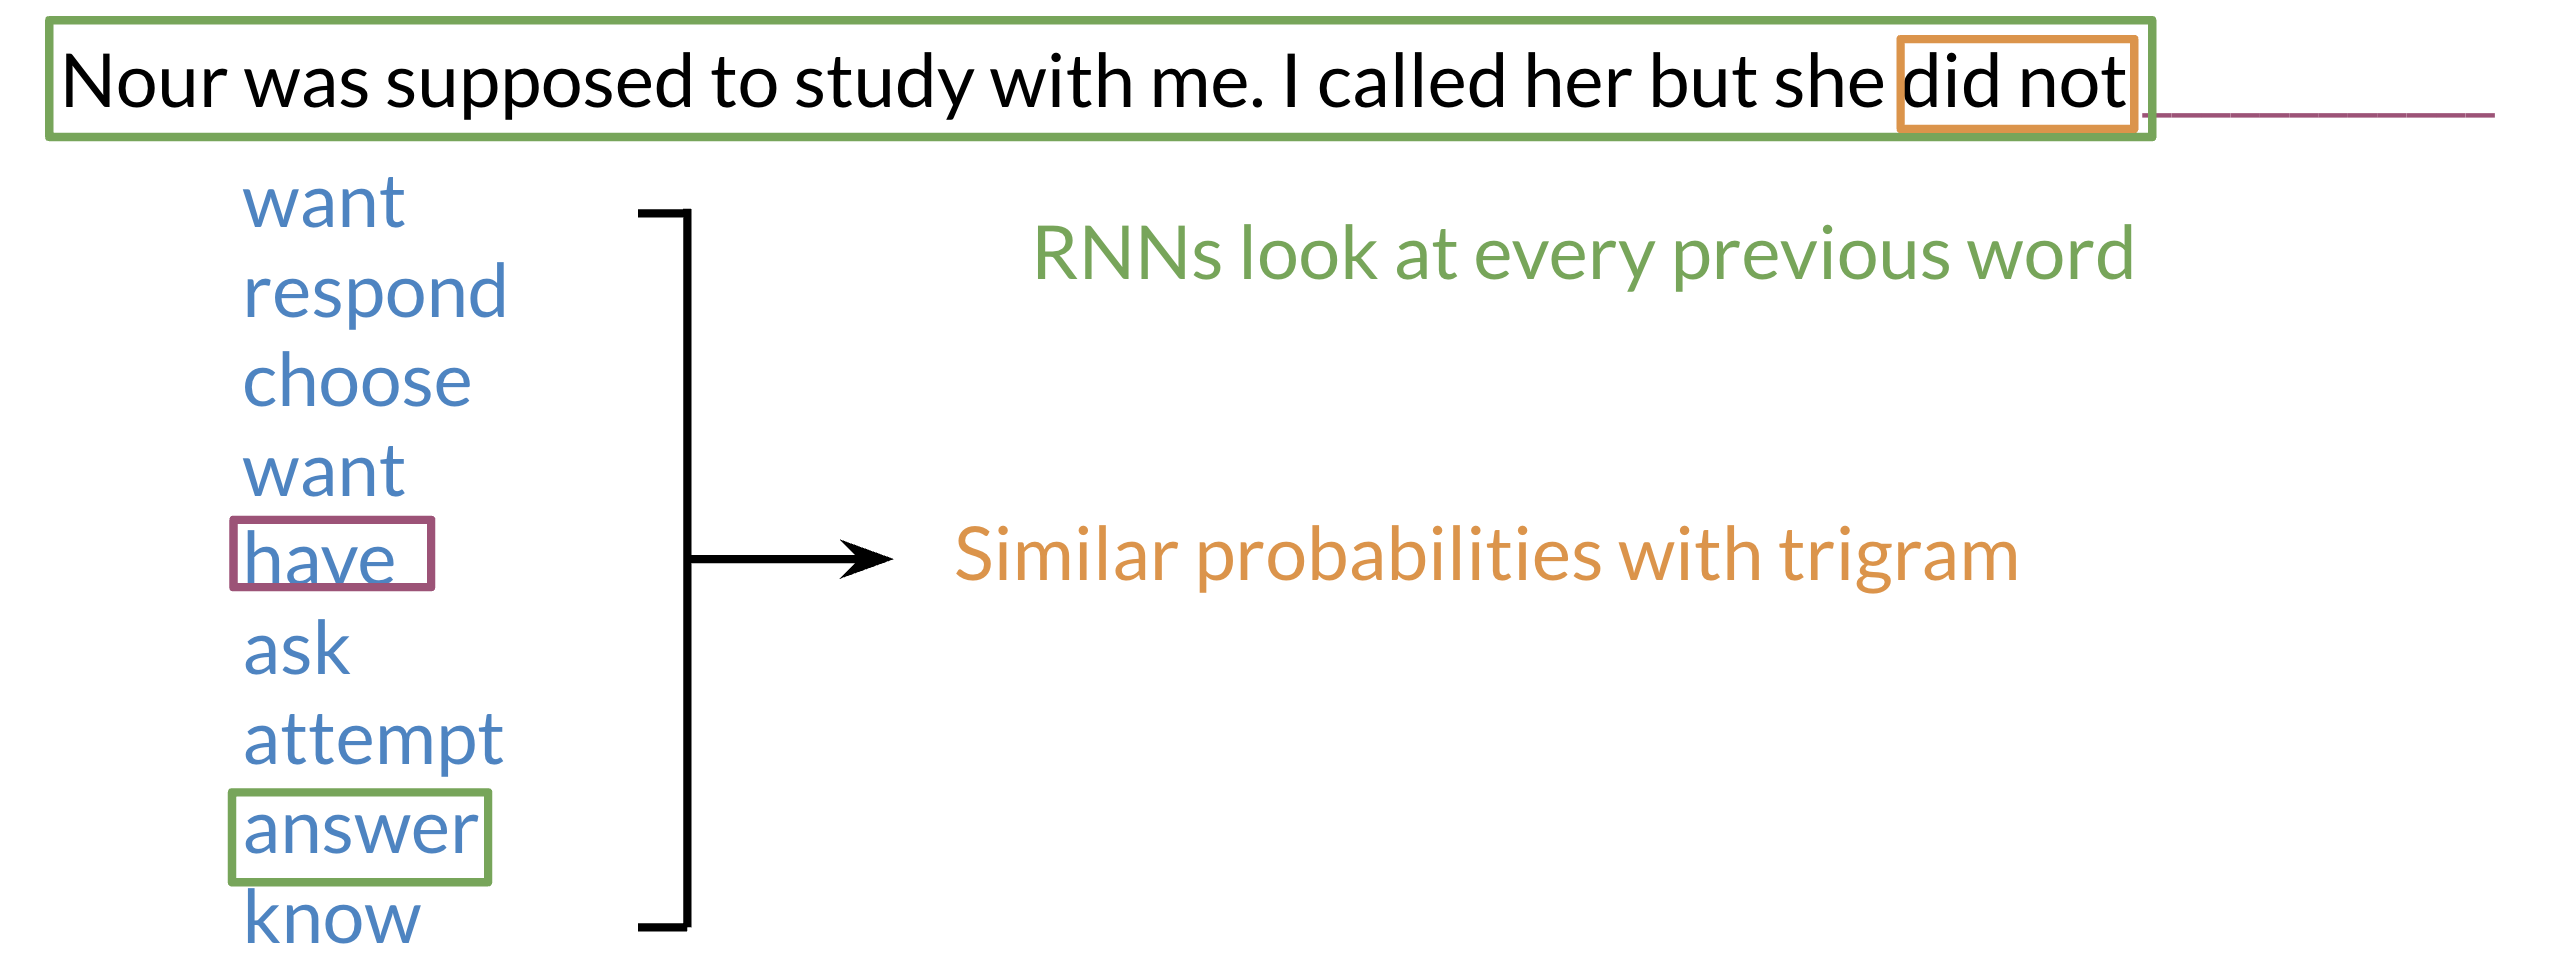 Nour was supposed to study with me. I called her but she did not ____________
want
respond
choose
want
have
ask
attempt
answer
know
RNNs look at every previous word
Similar probabilities with trigram